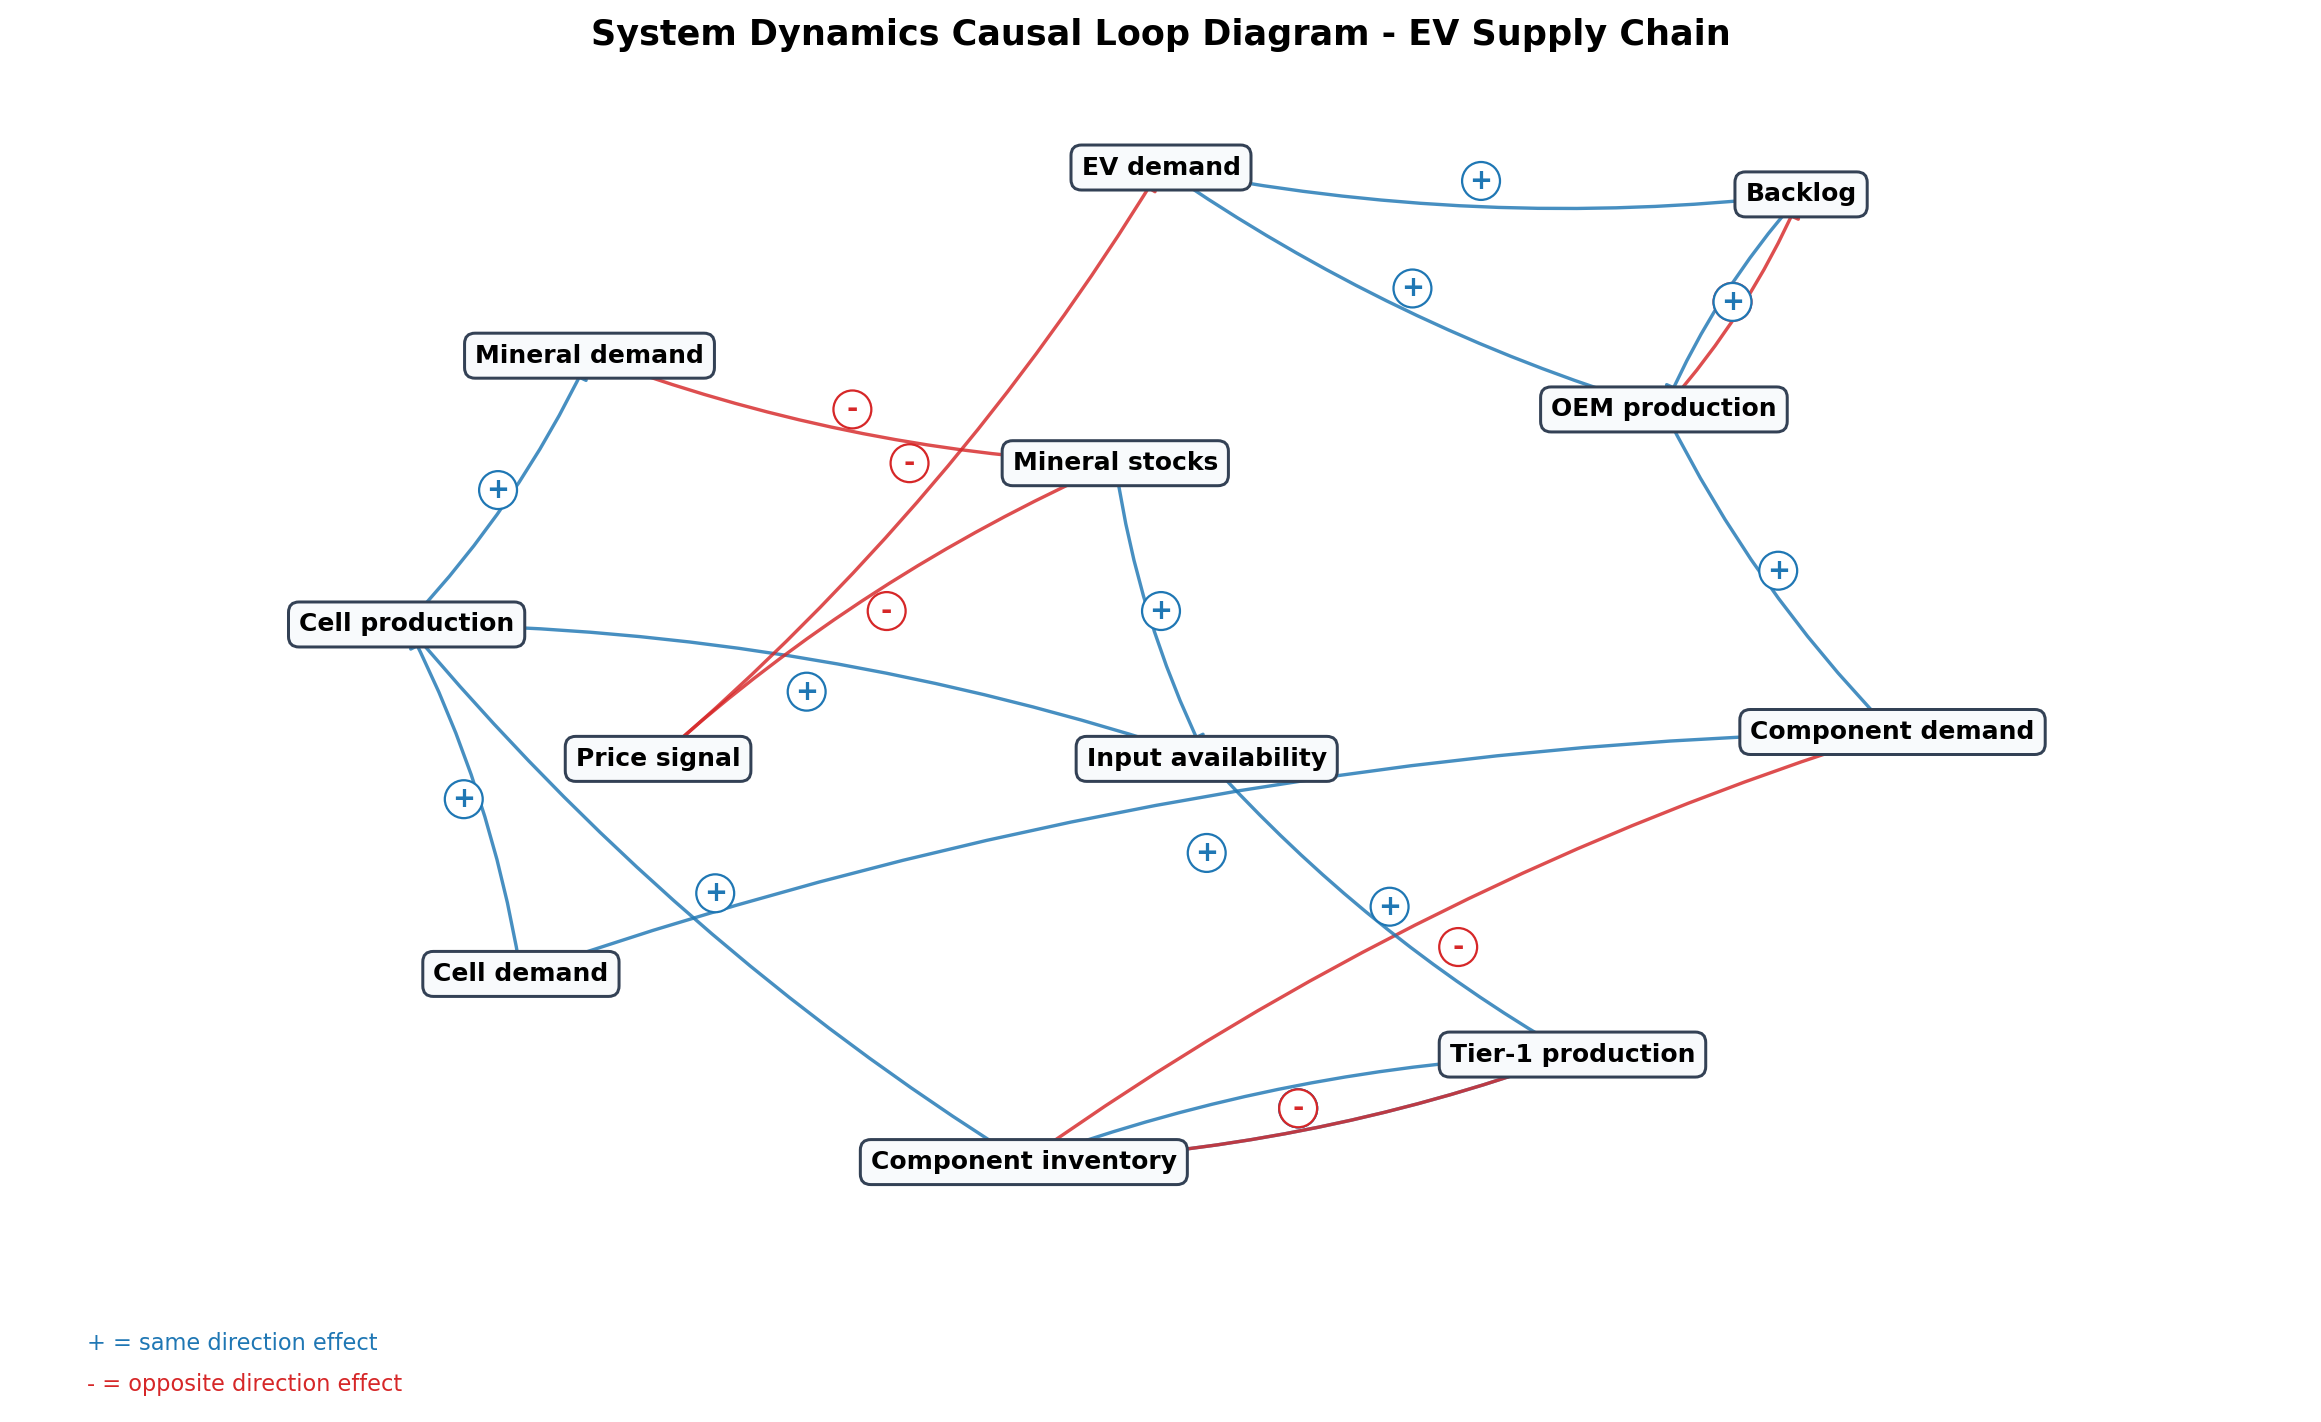 System Dynamics Causal Loop Diagram - EV Supply Chain
EV demand
+
Backlog
+
+
Mineral demand
-
OEM production
-
Mineral stocks
+
+
Cell production
-
+
+
Price signal
Input availability
Component demand
+
+
+
+
-
Cell demand
Tier-1 production
-
Component inventory
+ = same direction effect
- = opposite direction effect